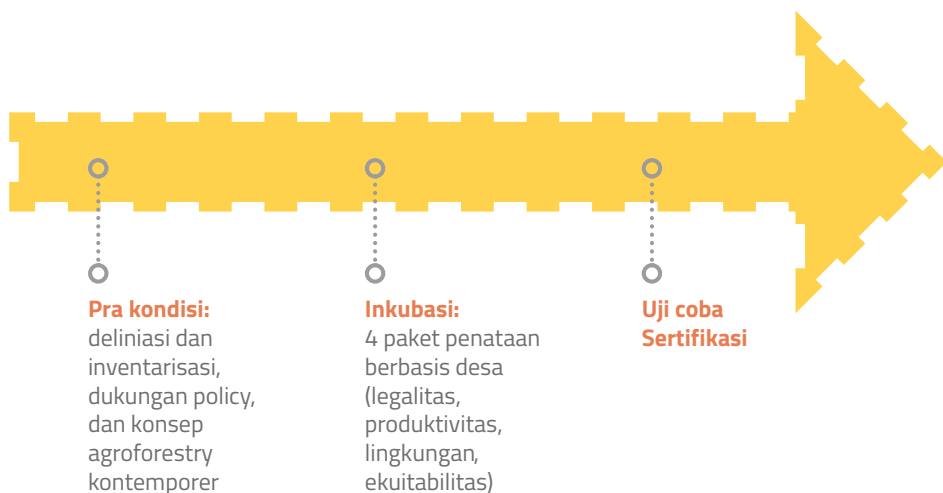 Pra kondisi:
deliniasi dan
inventarisasi,
dukungan policy,
dan konsep
agroforestry
kontemporer
Inkubasi:
4 paket penataan
berbasis desa
(legalitas,
produktivitas,
lingkungan,
ekuitabilitas)
Uji coba
Sertifikasi